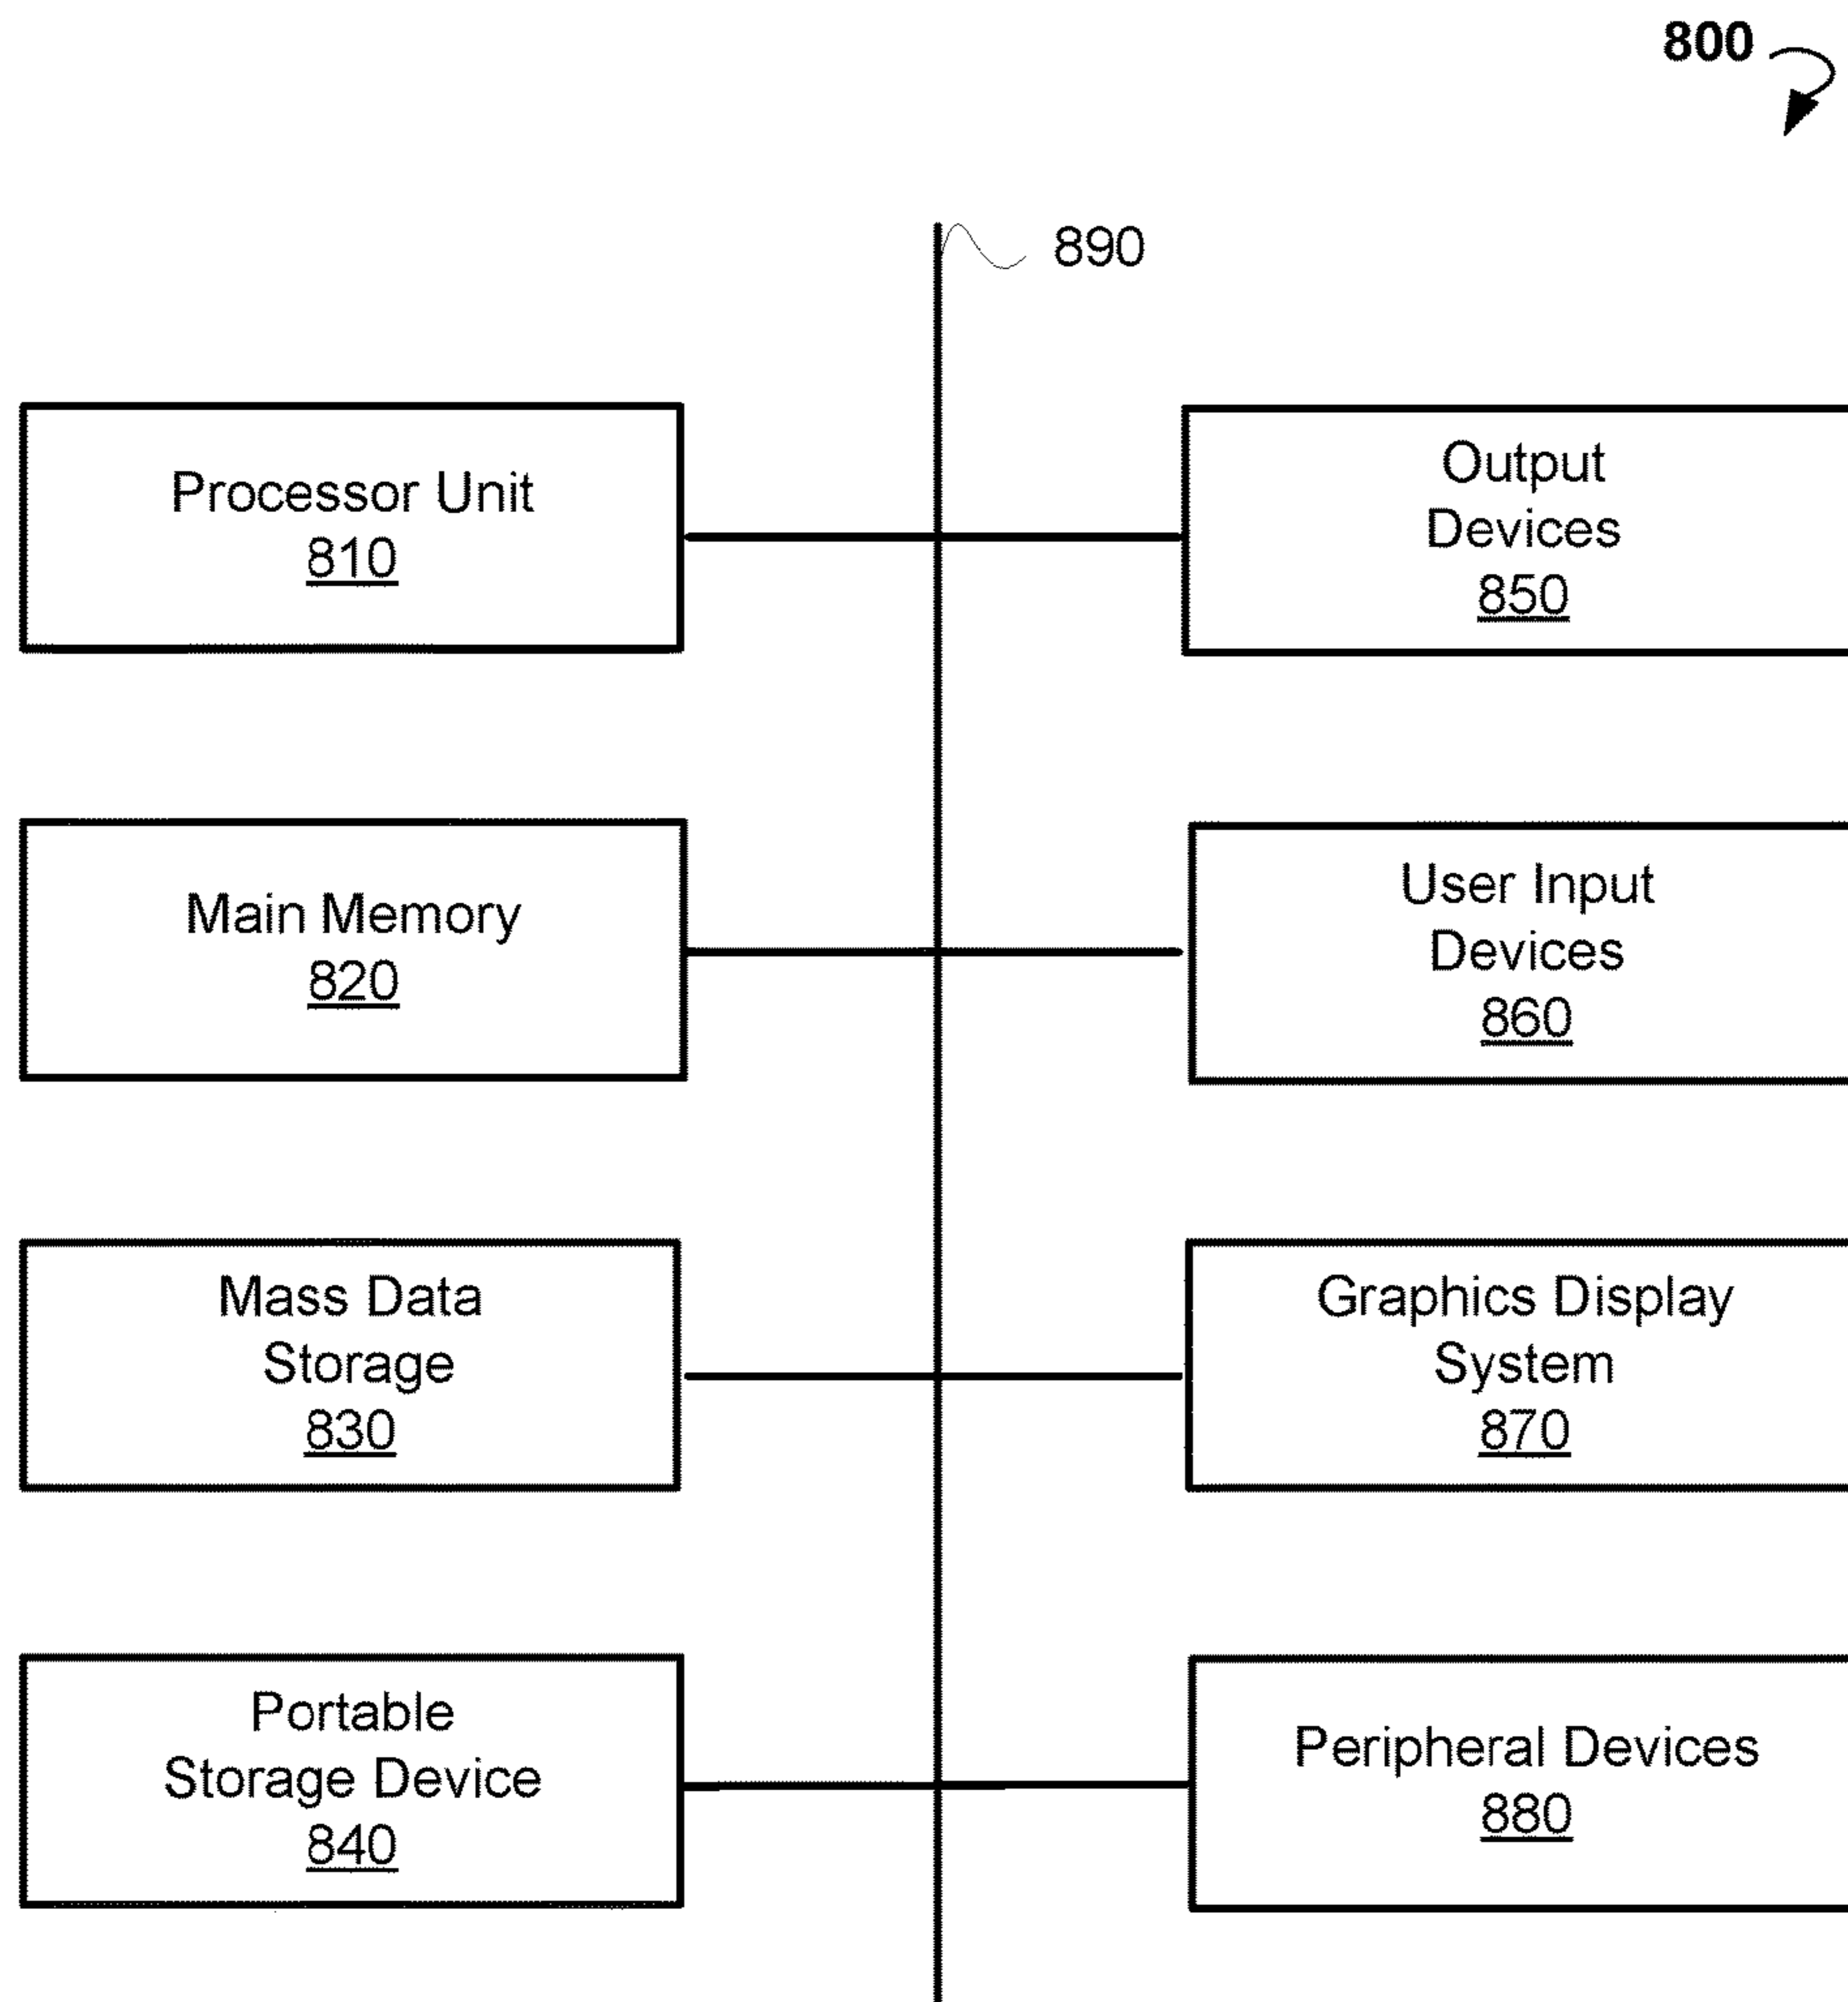 800
890
Processor Unit
810
Output
Devices
850
Main Memory
820
User Input
Devices
860
Mass Data
Storage
830
Graphics Display
System
870
Portable
Storage Device
840
Peripheral Devices
880